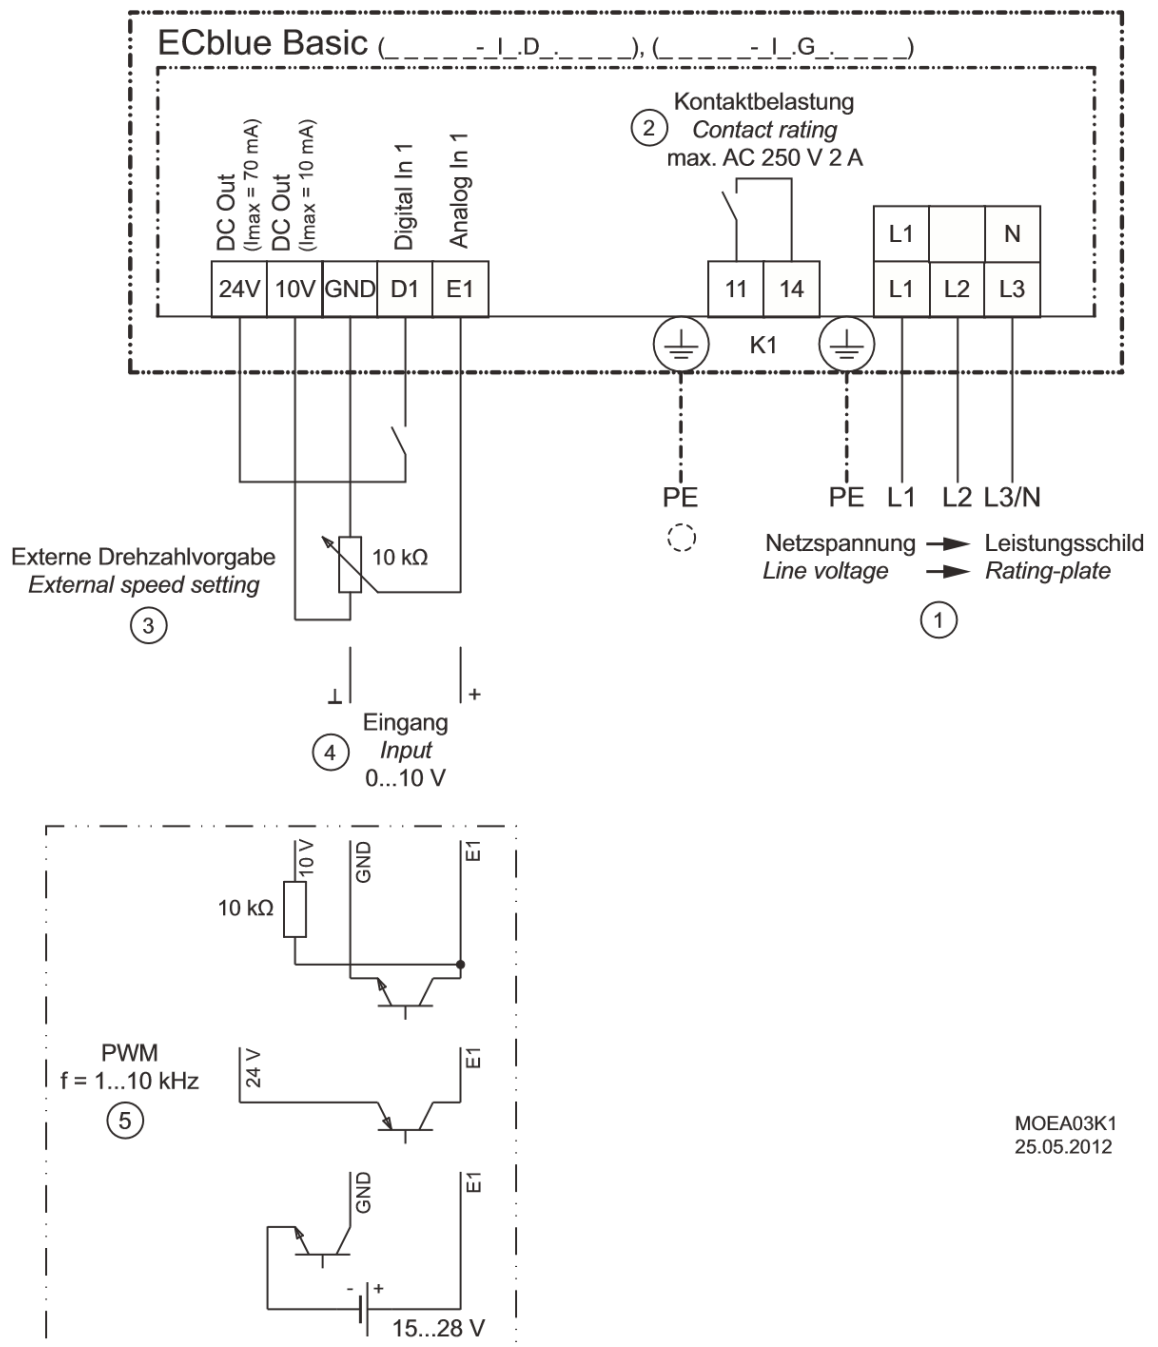 ECblue Basic (_ _ _ _ _-_I_.D_._ _ _ _), (_ _ _ _ _-_I_.G_._ _ _ _)
Kontaktbelastung
2
Contact rating
max. AC 250 V 2 A
DC Out
(Imax = 70 mA)
DC Out
(Imax = 10 mA)
Digital In 1
Analog In 1
L1 N
24V 10V GND D1 E1 11 14 L1 L2 L3
K1
PE PE L1 L2 L3/N
Externe Drehzahlvorgabe
External speed setting
3
10 kΩ
Netzspannung Leistungsschild
Line voltage Rating-plate
1
⊥ +
Eingang
4
Input
0...10 V
10 V
GND
E1
10 kΩ
PWM
f = 1...10 kHz
5
24 V
E1
GND
E1
- +
15...28 V
MOEA03K1
25.05.2012